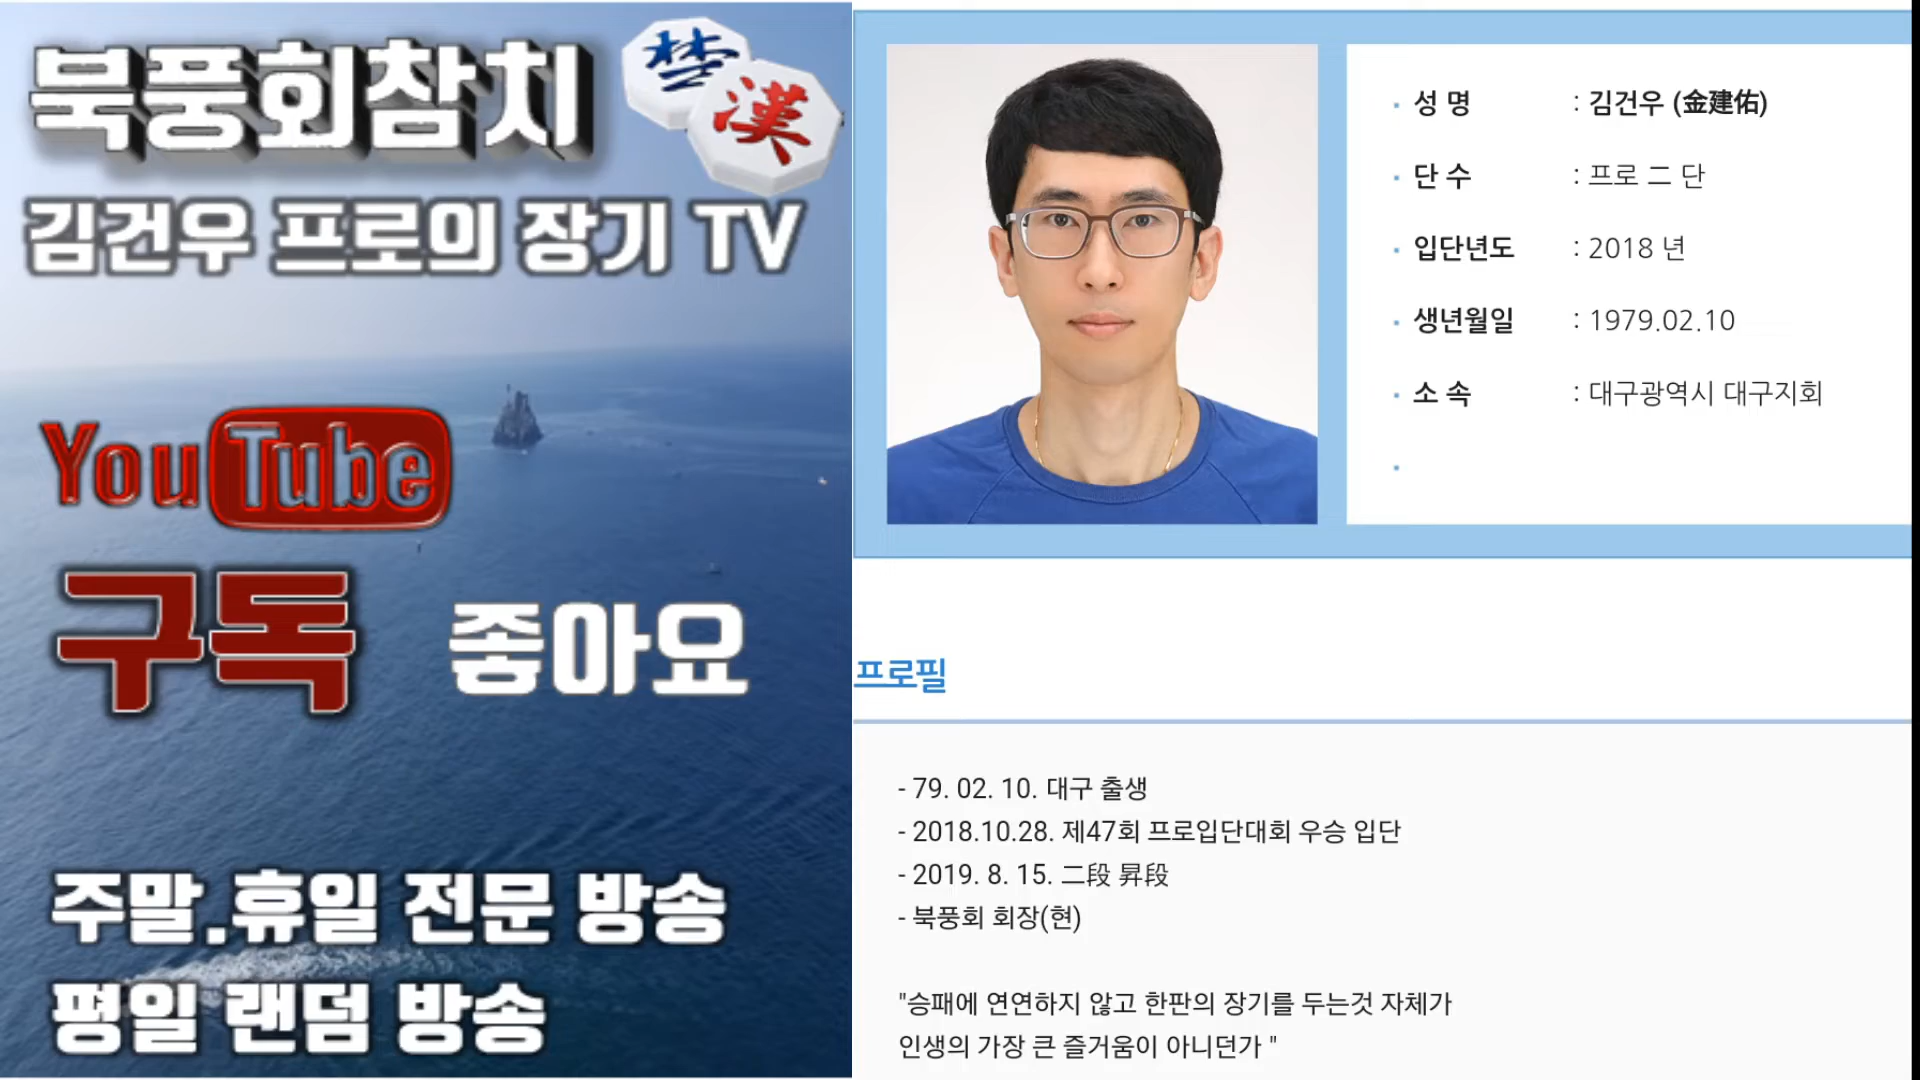 북풍회참치
楚
漢
김건우 프로의 장기 TV
YouTube
구독 좋아요
주말.휴일 전문 방송
평일 랜덤 방송
· 성 명 : 김건우 (金建佑)
· 단 수 : 프로 二 단
· 입단년도 : 2018 년
· 생년월일 : 1979.02.10
· 소 속 : 대구광역시 대구지회
프로필
- 79. 02. 10. 대구 출생
- 2018.10.28. 제47회 프로입단대회 우승 입단
- 2019. 8. 15. 二段 昇段
- 북풍회 회장(현)
"승패에 연연하지 않고 한판의 장기를 두는것 자체가
인생의 가장 큰 즐거움이 아니던가 "